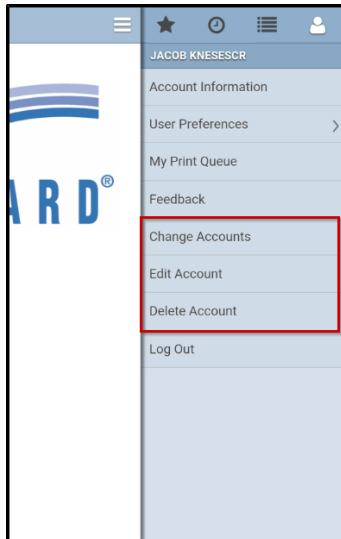 ARD®
JACOB KNESESCR
Account Information
User Preferences
My Print Queue
Feedback
Change Accounts
Edit Account
Delete Account
Log Out